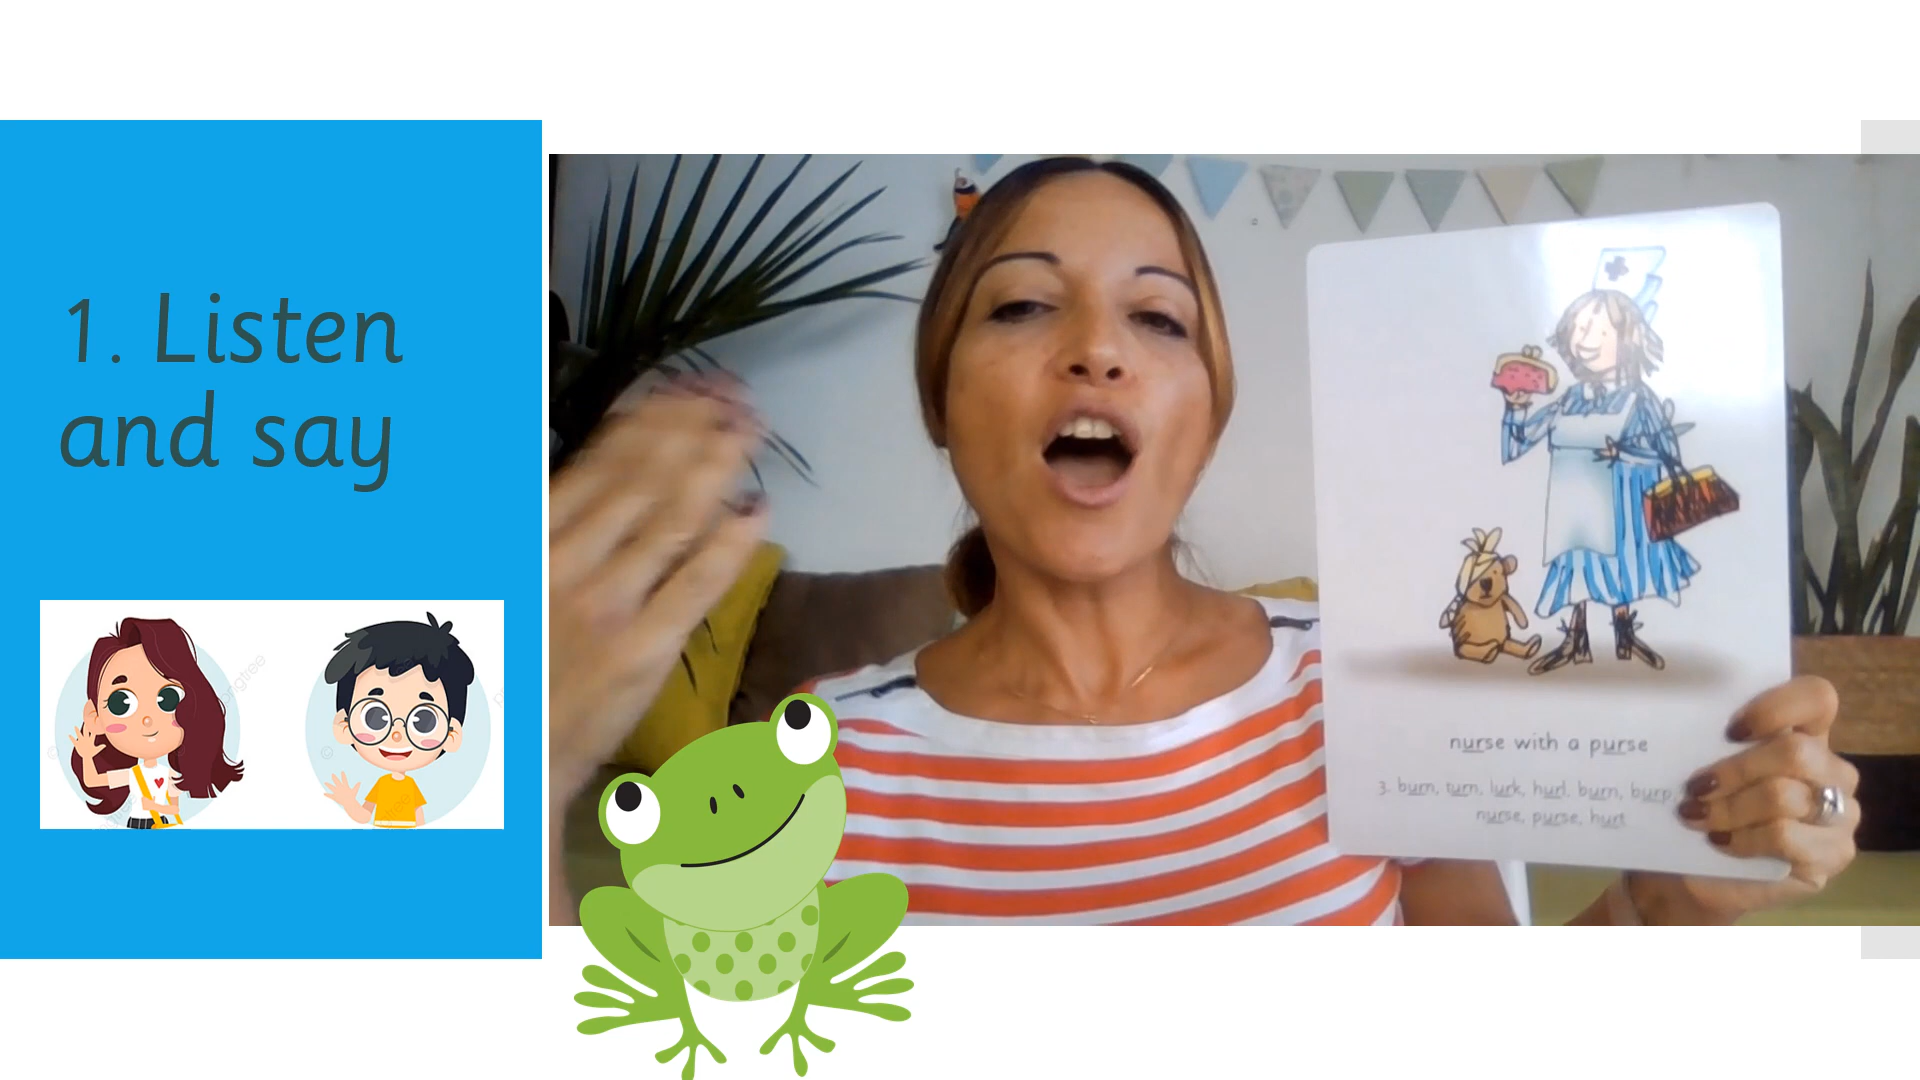 1. Listen
and say
nurse with a purse
3. burn, turn, lurk, hurl, burn, burp,
nurse, purse, hurt